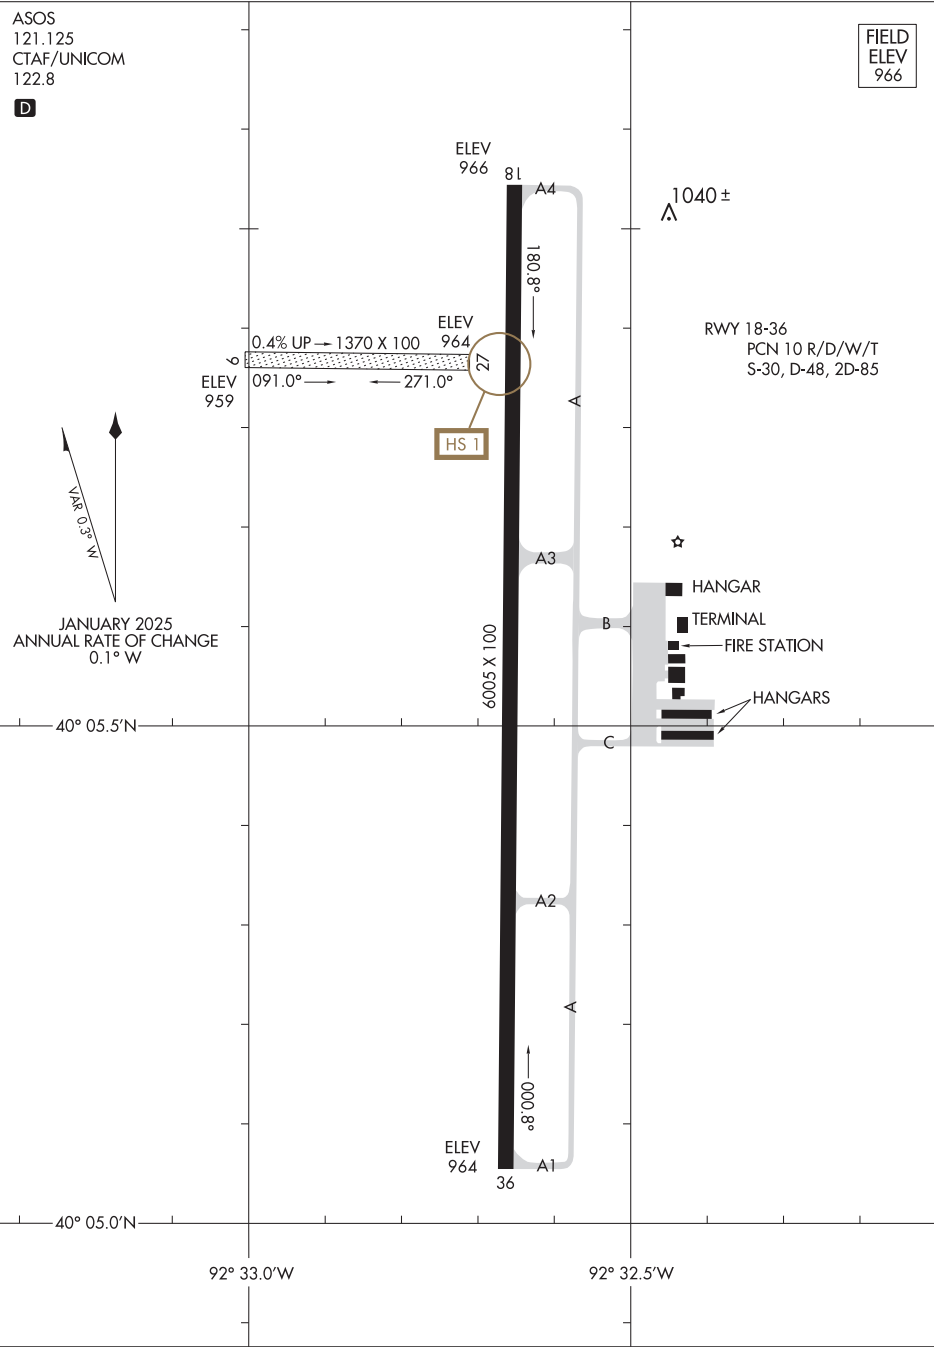 ASOS
121.125
CTAF/UNICOM
122.8
D
FIELD
ELEV
966
ELEV
966
18
A4
1040 ±
180.8°
RWY 18-36
PCN 10 R/D/W/T
S-30, D-48, 2D-85
ELEV
964
0.4% UP 1370 X 100
9
27
ELEV
959
091.0° 271.0°
A
HS 1
VAR 0.3° W
JANUARY 2025
ANNUAL RATE OF CHANGE
0.1° W
A3
HANGAR
B
TERMINAL
FIRE STATION
6005 X 100
HANGARS
40° 05.5'N
C
A2
A
000.8°
ELEV
964
A1
36
40° 05.0'N
92° 33.0'W
92° 32.5'W